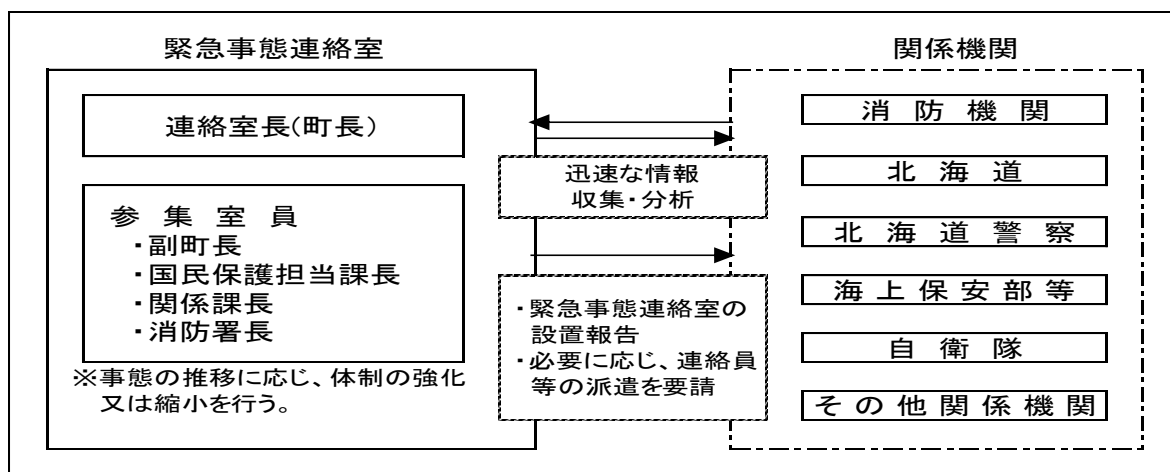 緊急事態連絡室
連絡室長(町長)
参集室員
・副町長
・国民保護担当課長
・関係課長
・消防署長
※事態の推移に応じ、体制の強化
又は縮小を行う。
迅速な情報
収集・分析
・緊急事態連絡室の
設置報告
・必要に応じ、連絡員
等の派遣を要請
関係機関
消防機関
北海道
北海道警察
海上保安部等
自衛隊
その他関係機関